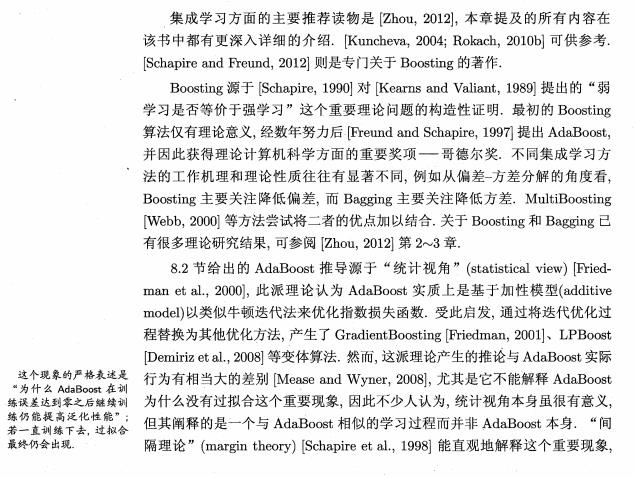 集成学习方面的主要推荐读物是 [Zhou, 2012], 本章提及的所有内容在
该书中都有更深入详细的介绍. [Kuncheva, 2004; Rokach, 2010b] 可供参考.
[Schapire and Freund, 2012] 则是专门关于 Boosting 的著作.
Boosting 源于 [Schapire, 1990] 对 [Kearns and Valiant, 1989] 提出的“弱
学习是否等价于强学习”这个重要理论问题的构造性证明. 最初的 Boosting
算法仅有理论意义, 经数年努力后 [Freund and Schapire, 1997] 提出 AdaBoost,
并因此获得理论计算机科学方面的重要奖项——哥德尔奖. 不同集成学习方
法的工作机理和理论性质往往有显著不同, 例如从偏差–方差分解的角度看,
Boosting 主要关注降低偏差, 而 Bagging 主要关注降低方差. MultiBoosting
[Webb, 2000] 等方法尝试将二者的优点加以结合. 关于 Boosting 和 Bagging 已
有很多理论研究结果, 可参阅 [Zhou, 2012] 第 2~3 章.
8.2 节给出的 AdaBoost 推导源于“统计视角”(statistical view) [Fried-
man et al., 2000], 此派理论认为 AdaBoost 实质上是基于加性模型(additive
model)以类似牛顿迭代法来优化指数损失函数. 受此启发, 通过将迭代优化过
程替换为其他优化方法, 产生了 GradientBoosting [Friedman, 2001]、LPBoost
[Demiriz et al., 2008] 等变体算法. 然而, 这派理论产生的推论与 AdaBoost 实际
行为有相当大的差别 [Mease and Wyner, 2008], 尤其是它不能解释 AdaBoost
为什么没有过拟合这个重要现象, 因此不少人认为, 统计视角本身虽很有意义,
但其阐释的是一个与 AdaBoost 相似的学习过程而并非 AdaBoost 本身. “间
隔理论”(margin theory) [Schapire et al., 1998] 能直观地解释这个重要现象,
这个现象的严格表述是
“为什么 AdaBoost 在训
练误差达到零之后继续训
练仍能提高泛化性能”;
若一直训练下去, 过拟合
最终仍会出现.